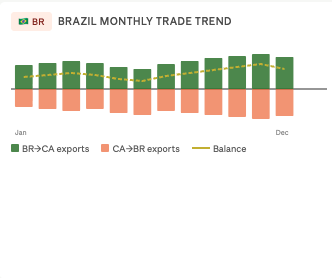 BR BRAZIL MONTHLY TRADE TREND
Jan Dec
BR→CA exports CA→BR exports Balance